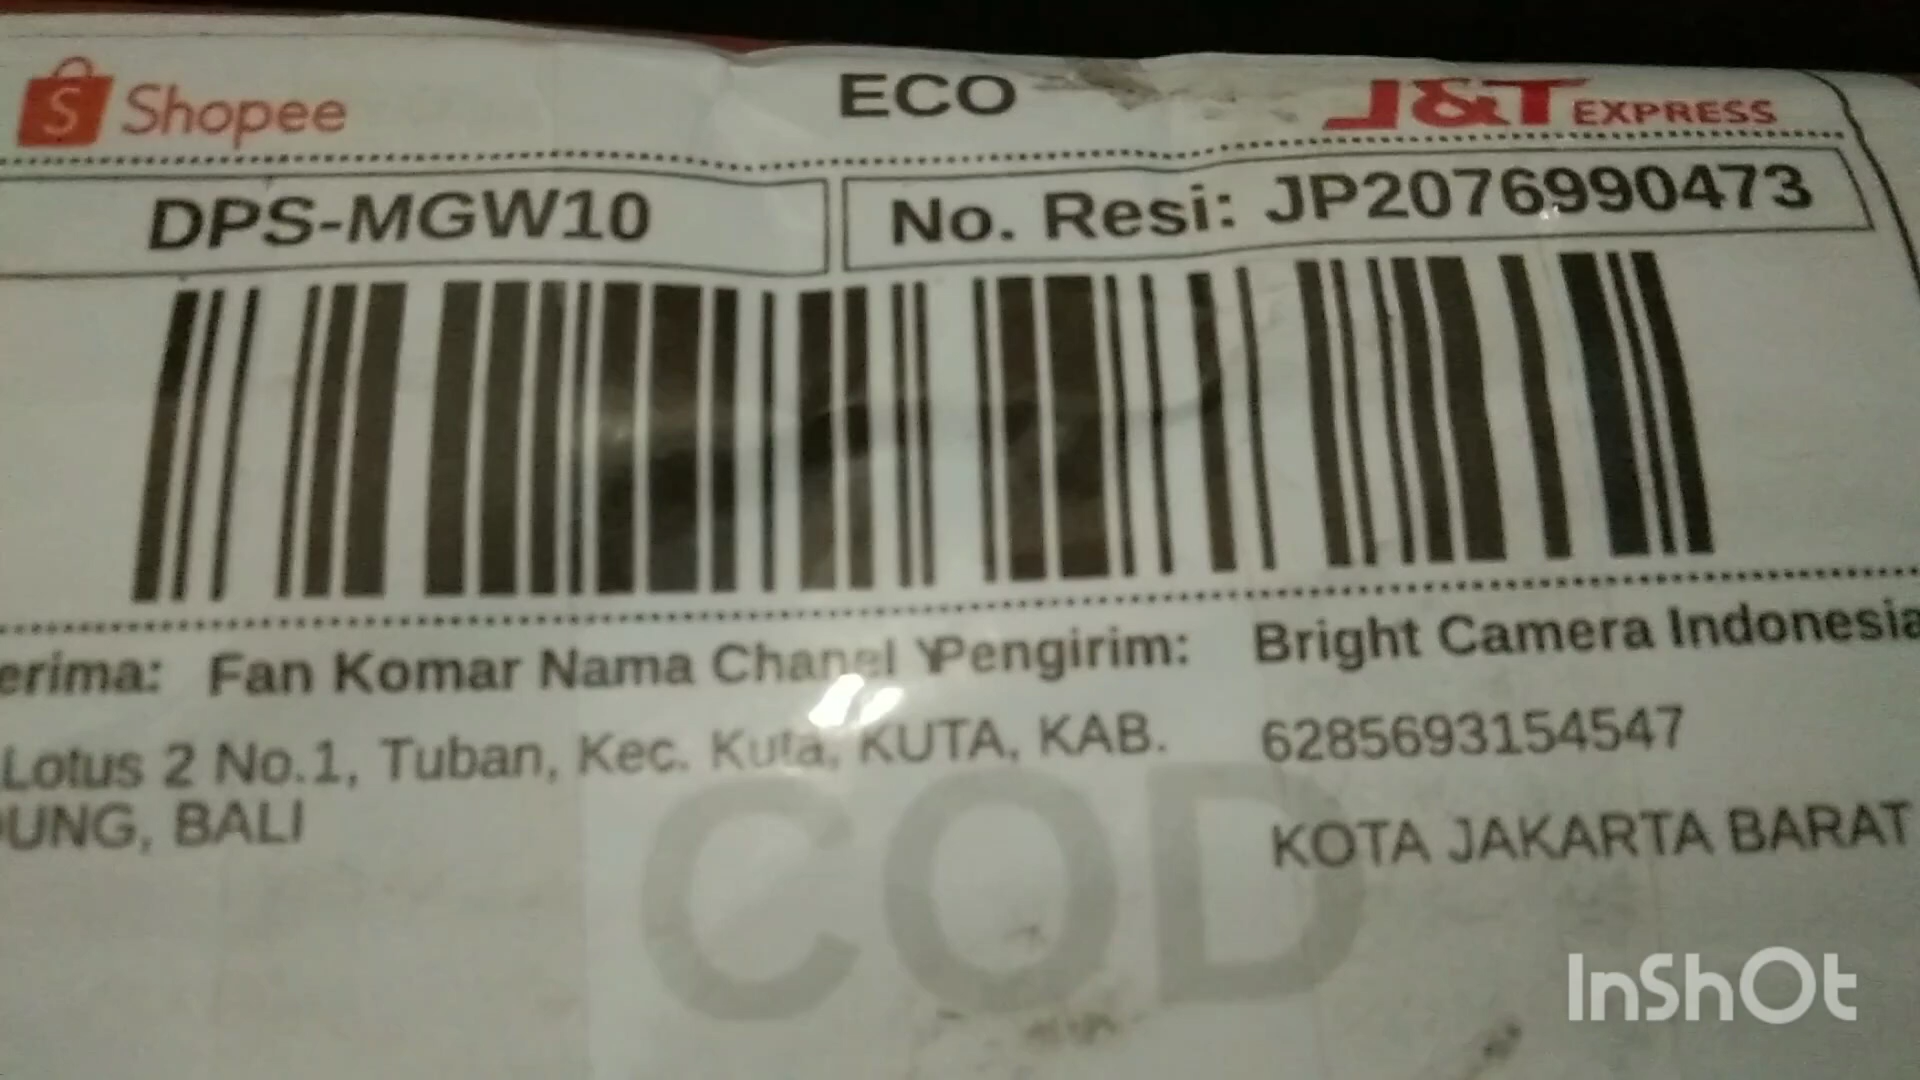 Shopee
ECO
J&T EXPRESS
DPS-MGW10
No. Resi: JP2076990473
erima: Fan Komar Nama Chanel Y
Pengirim: Bright Camera Indonesia
Lotus 2 No.1, Tuban, Kec. Kuta, KUTA, KAB.
6285693154547
UNG, BALI
KOTA JAKARTA BARAT
COD
InShOt